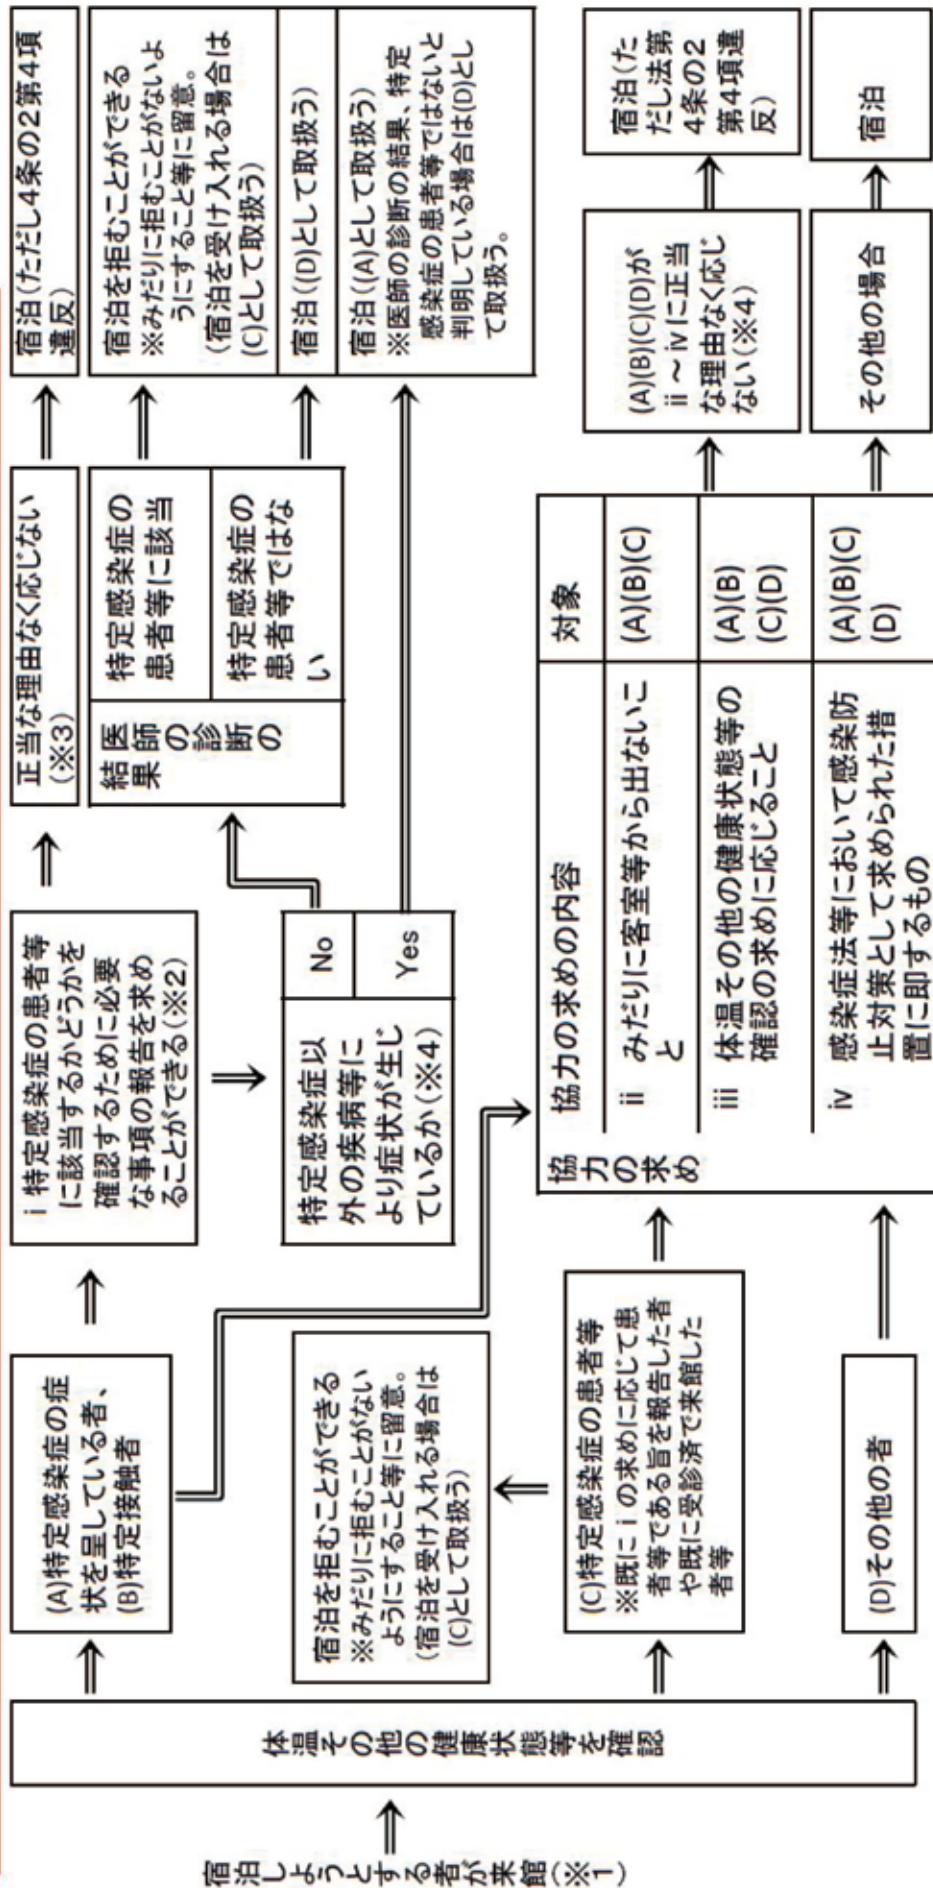 宿泊しようとする者が来館(※1)
体温その他の健康状態等を確認
(A)特定感染症の症
状を呈している者、
(B)特定接触者
宿泊を拒むことができる
※みだりに拒むことがない
ようにすること等に留意。
(宿泊を受け入れる場合は
(C)として取扱う)
(C)特定感染症の患者等
※既にⅰの求めに応じて患
者等である旨を報告した者
や既に受診済で来館した
者等
(D)その他の者
ⅰ特定感染症の患者等
に該当するかどうかを
確認するために必要
な事項の報告を求め
ることができる(※2)
特定感染症以
外の疾病等に
より症状が生じ
ているか(※4)
No
Yes
正当な理由なく応じない
(※3)
医師の診断の
結果
特定感染症の
患者等に該当
特定感染症の
患者等ではな
い
宿泊(ただし4条の2第4項
違反)
宿泊を拒むことができる
※みだりに拒むことがないよ
うにすること等に留意。
(宿泊を受け入れる場合は
(C)として取扱う)
宿泊((D)として取扱う)
宿泊((A)として取扱う)
※医師の診断の結果、特定
感染症の患者等ではないと
判明している場合は(D)とし
て取扱う。
協力の求め
協力の求めの内容
対象
ⅱ みだりに客室等から出ないこ
と
(A)(B)(C)
ⅲ 体温その他の健康状態等の
確認の求めに応じること
(A)(B)
(C)(D)
ⅳ 感染症法等において感染防
止対策として求められた措
置に即するもの
(A)(B)(C)
(D)
(A)(B)(C)(D)が
ⅱ～ⅳに正当
な理由なく応じ
ない(※4)
その他の場合
宿泊(た
だし法第
4条の2
第4項違
反)
宿泊